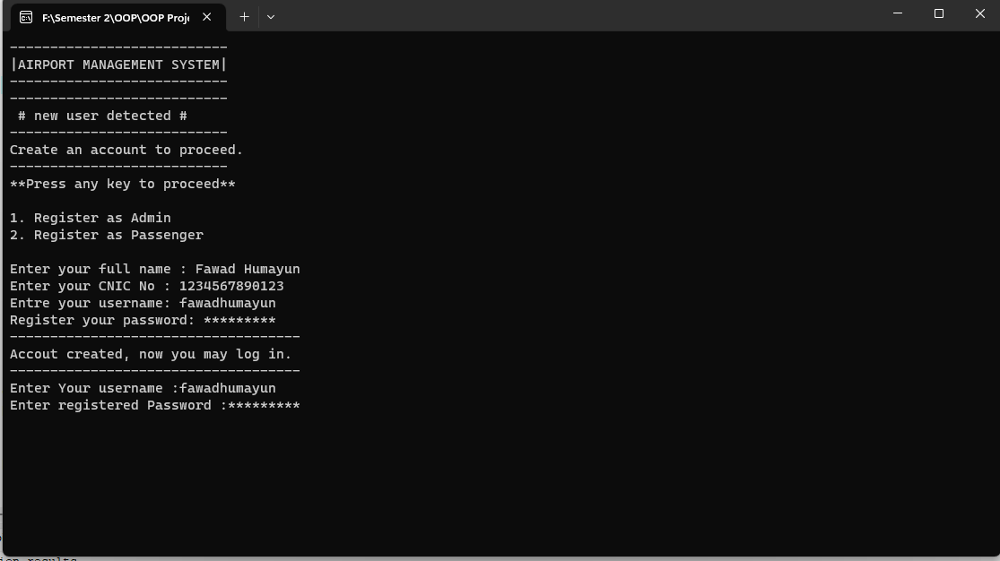 F:\Semester 2\OOP\OOP Proje
---------------------------
|AIRPORT MANAGEMENT SYSTEM|
---------------------------
---------------------------
# new user detected #
---------------------------
Create an account to proceed.
---------------------------
**Press any key to proceed**
1. Register as Admin
2. Register as Passenger
Enter your full name : Fawad Humayun
Enter your CNIC No : 1234567890123
Entre your username: fawadhumayun
Register your password: *********
------------------------------------
Accout created, now you may log in.
------------------------------------
Enter Your username :fawadhumayun
Enter registered Password :*********